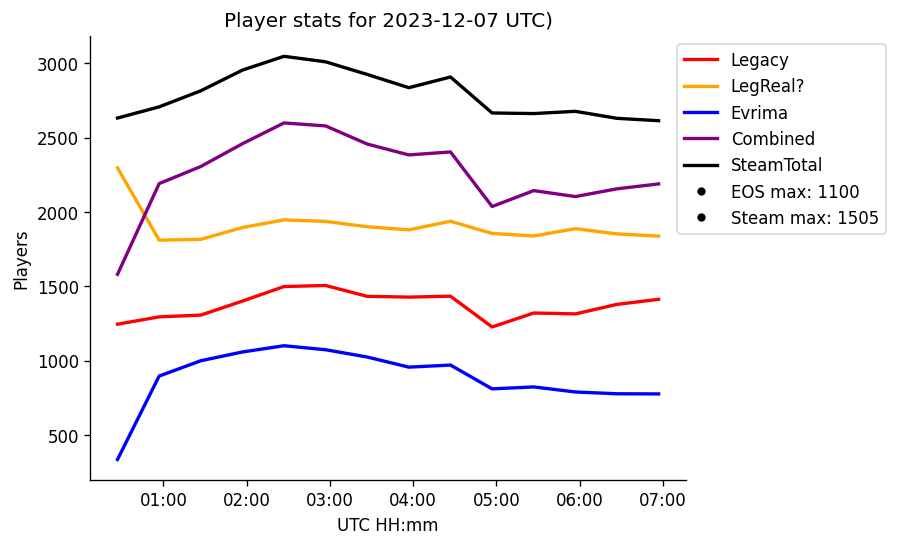 Player stats for 2023-12-07 UTC)
Players
3000
2500
2000
1500
1000
500
01:00 02:00 03:00 04:00 05:00 06:00 07:00
UTC HH:mm
Legacy
LegReal?
Evrima
Combined
SteamTotal
EOS max: 1100
Steam max: 1505